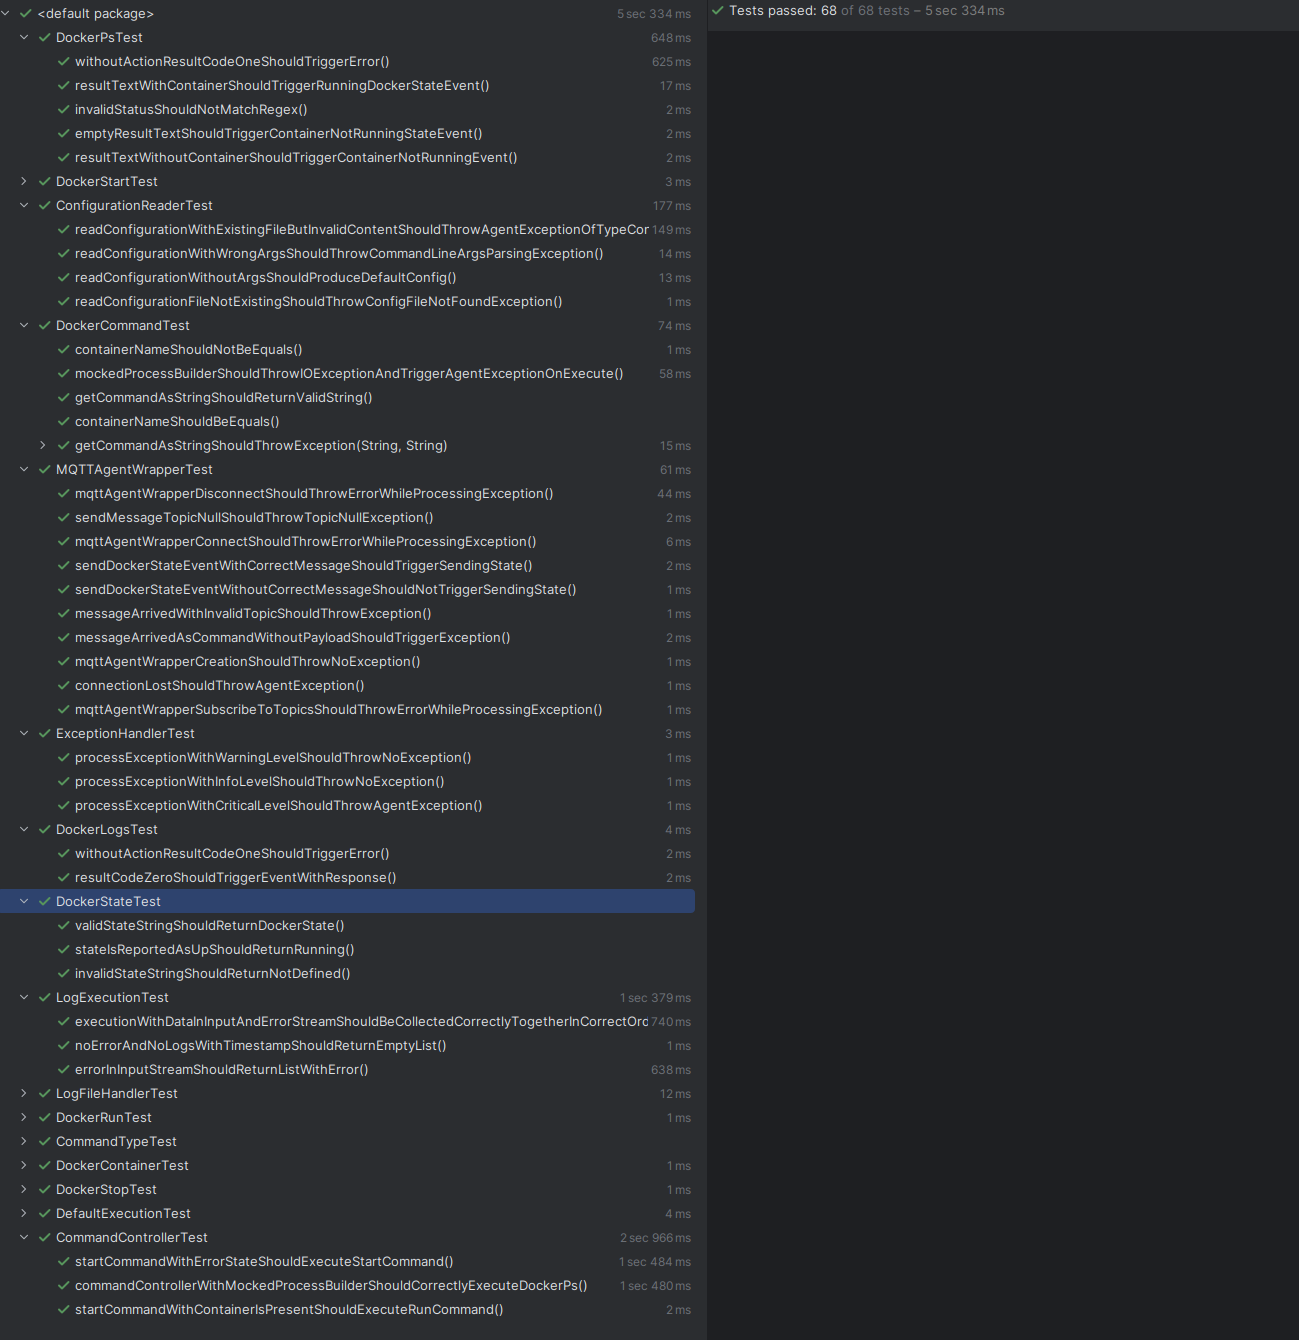 <default package> 5 sec 334 ms
Tests passed: 68 of 68 tests – 5 sec 334 ms
DockerPsTest 648 ms
withoutActionResultCodeOneShouldTriggerError() 625 ms
resultTextWithContainerShouldTriggerRunningDockerStateEvent() 17 ms
invalidStatusShouldNotMatchRegex() 2 ms
emptyResultTextShouldTriggerContainerNotRunningStateEvent() 2 ms
resultTextWithoutContainerShouldTriggerContainerNotRunningEvent() 2 ms
DockerStartTest 3 ms
ConfigurationReaderTest 177 ms
readConfigurationWithExistingFileButInvalidContentShouldThrowAgentExceptionOfTypeCor 149 ms
readConfigurationWithWrongArgsShouldThrowCommandLineArgsParsingException() 14 ms
readConfigurationWithoutArgsShouldProduceDefaultConfig() 13 ms
readConfigurationFileNotExistingShouldThrowConfigFileNotFoundException() 1 ms
DockerCommandTest 74 ms
containerNameShouldNotBeEquals() 1 ms
mockedProcessBuilderShouldThrowIOExceptionAndTriggerAgentExceptionOnExecute() 58 ms
getCommandAsStringShouldReturnValidString()
containerNameShouldBeEquals()
getCommandAsStringShouldThrowException(String, String) 15 ms
MQTTAgentWrapperTest 61 ms
mqttAgentWrapperDisconnectShouldThrowErrorWhileProcessingException() 44 ms
sendMessageTopicNullShouldThrowTopicNullException() 2 ms
mqttAgentWrapperConnectShouldThrowErrorWhileProcessingException() 6 ms
sendDockerStateEventWithCorrectMessageShouldTriggerSendingState() 2 ms
sendDockerStateEventWithoutCorrectMessageShouldNotTriggerSendingState() 1 ms
messageArrivedWithInvalidTopicShouldThrowException() 1 ms
messageArrivedAsCommandWithoutPayloadShouldTriggerException() 2 ms
mqttAgentWrapperCreationShouldThrowNoException() 1 ms
connectionLostShouldThrowAgentException() 1 ms
mqttAgentWrapperSubscribeToTopicsShouldThrowErrorWhileProcessingException() 1 ms
ExceptionHandlerTest 3 ms
processExceptionWithWarningLevelShouldThrowNoException() 1 ms
processExceptionWithInfoLevelShouldThrowNoException() 1 ms
processExceptionWithCriticalLevelShouldThrowAgentException() 1 ms
DockerLogsTest 4 ms
withoutActionResultCodeOneShouldTriggerError() 2 ms
resultCodeZeroShouldTriggerEventWithResponse() 2 ms
DockerStateTest
validStateStringShouldReturnDockerState()
stateIsReportedAsUpShouldReturnRunning()
invalidStateStringShouldReturnNotDefined()
LogExecutionTest 1 sec 379 ms
executionWithDataInInputAndErrorStreamShouldBeCollectedCorrectlyTogetherInCorrectOrd 740 ms
noErrorAndNoLogsWithTimestampShouldReturnEmptyList() 1 ms
errorInInputStreamShouldReturnListWithError() 638 ms
LogFileHandlerTest 12 ms
DockerRunTest 1 ms
CommandTypeTest
DockerContainerTest 1 ms
DockerStopTest 1 ms
DefaultExecutionTest 4 ms
CommandControllerTest 2 sec 966 ms
startCommandWithErrorStateShouldExecuteStartCommand() 1 sec 484 ms
commandControllerWithMockedProcessBuilderShouldCorrectlyExecuteDockerPs() 1 sec 480 ms
startCommandWithContainerIsPresentShouldExecuteRunCommand() 2 ms